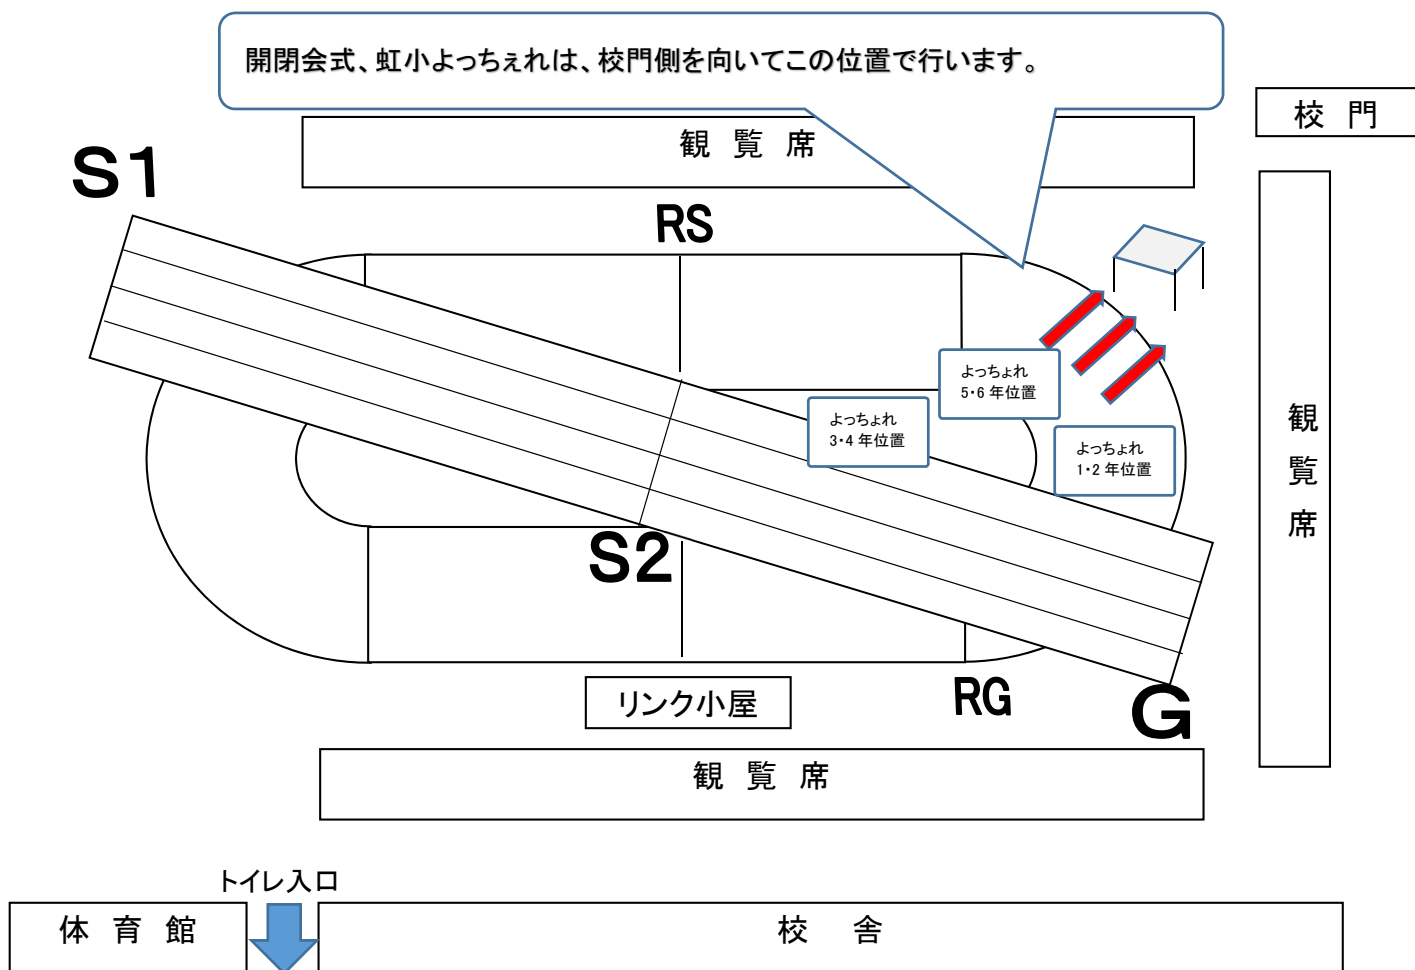 開閉会式、虹小よっちぇれは、校門側を向いてこの位置で行います。
校 門
観 覧 席
S1
RS
よっちょれ
5・6 年位置
よっちょれ
3・4 年位置
よっちょれ
1・2 年位置
観覧席
S2
リンク小屋
RG
G
観 覧 席
トイレ入口
体 育 館
校 舎